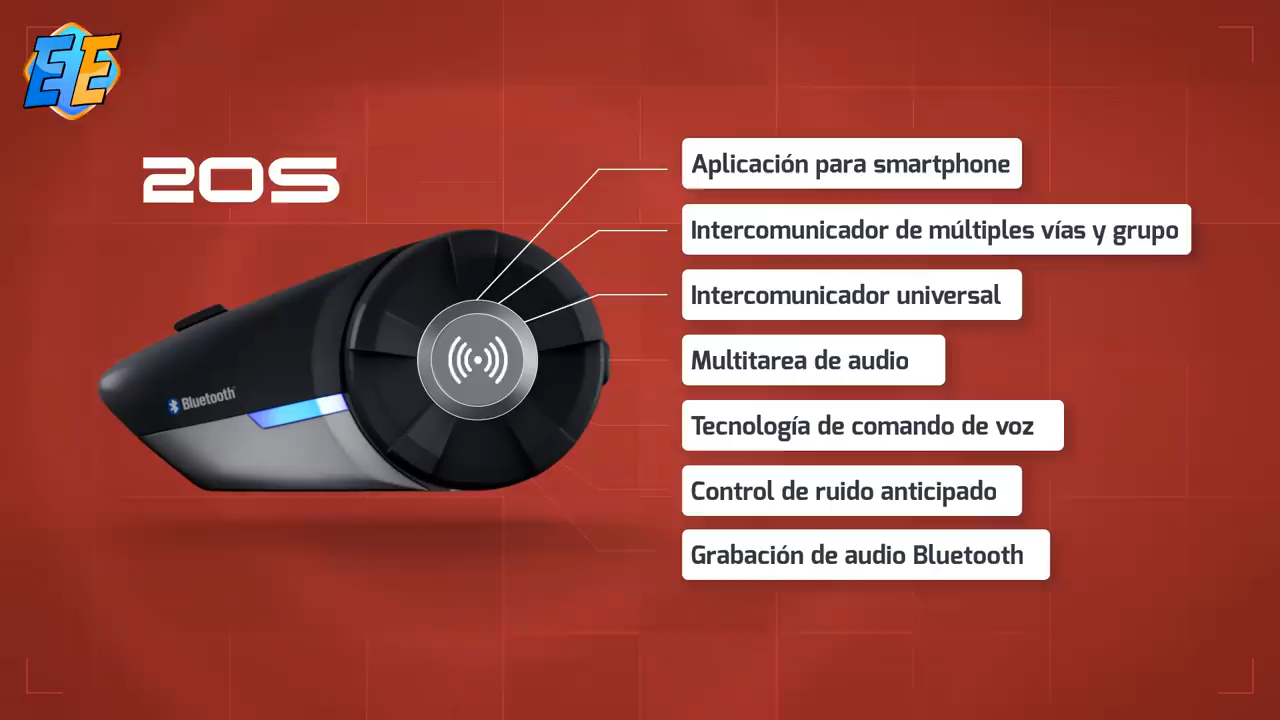 EE
20S
Aplicación para smartphone
Intercomunicador de múltiples vías y grupo
Intercomunicador universal
Multitarea de audio
Tecnología de comando de voz
Control de ruido anticipado
Grabación de audio Bluetooth
Bluetooth